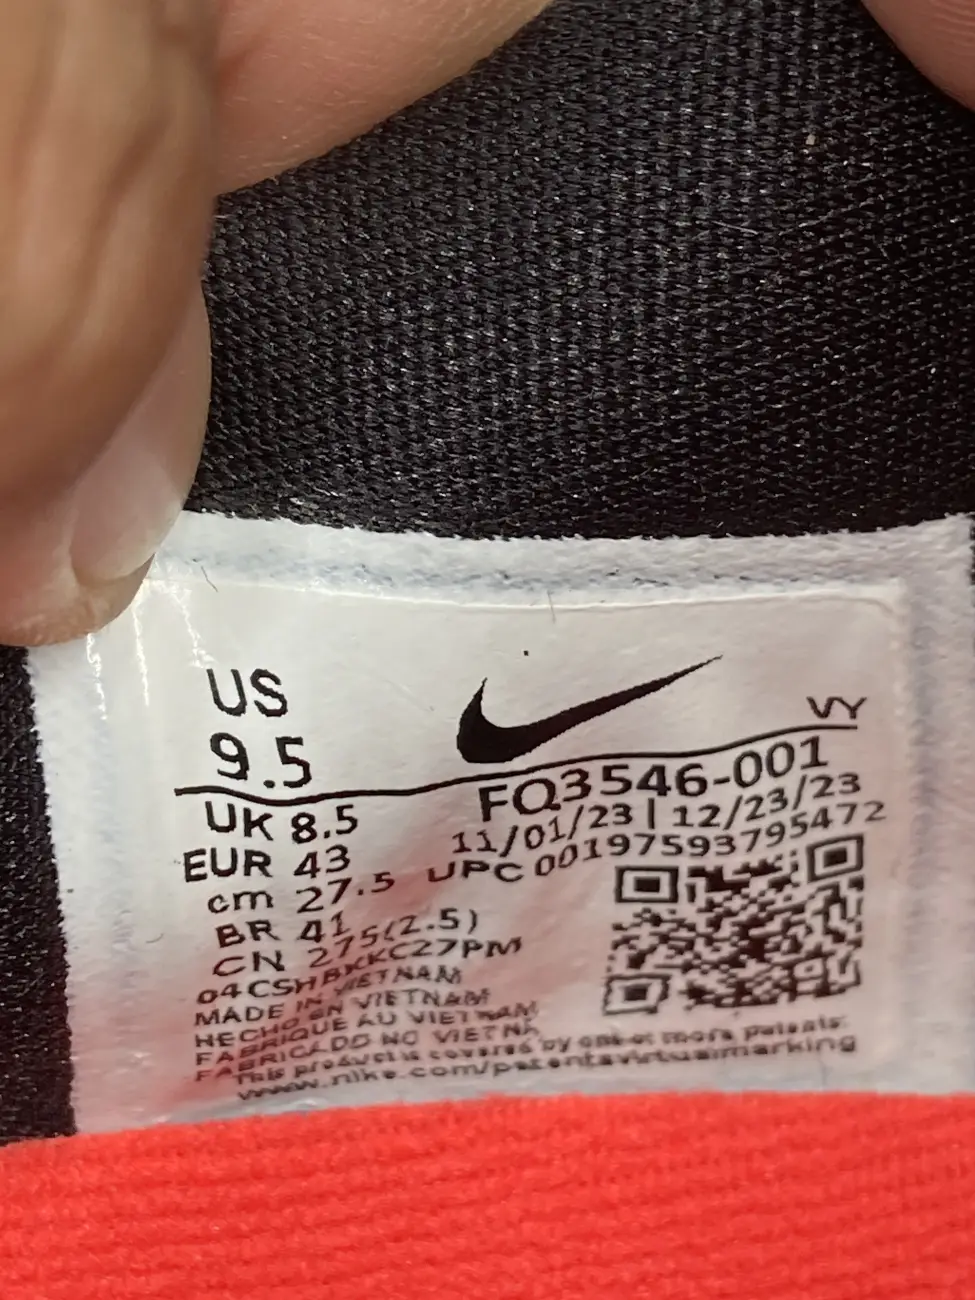 US
9.5
VY
UK 8.5
EUR 43
cm 27.5
BR 41
CN 275(2.5)
FQ3546-001
11/01/23 | 12/23/23
UPC 00197593795472
04CSHBKKC27PM
MADE IN VIETNAM
HECHO EN VIETNAM
FABRIQUE AU VIETNAM
FABRICADO NO VIETNA
This product is covered by one or more patents.
www.nike.com/patentsvirtualmarking